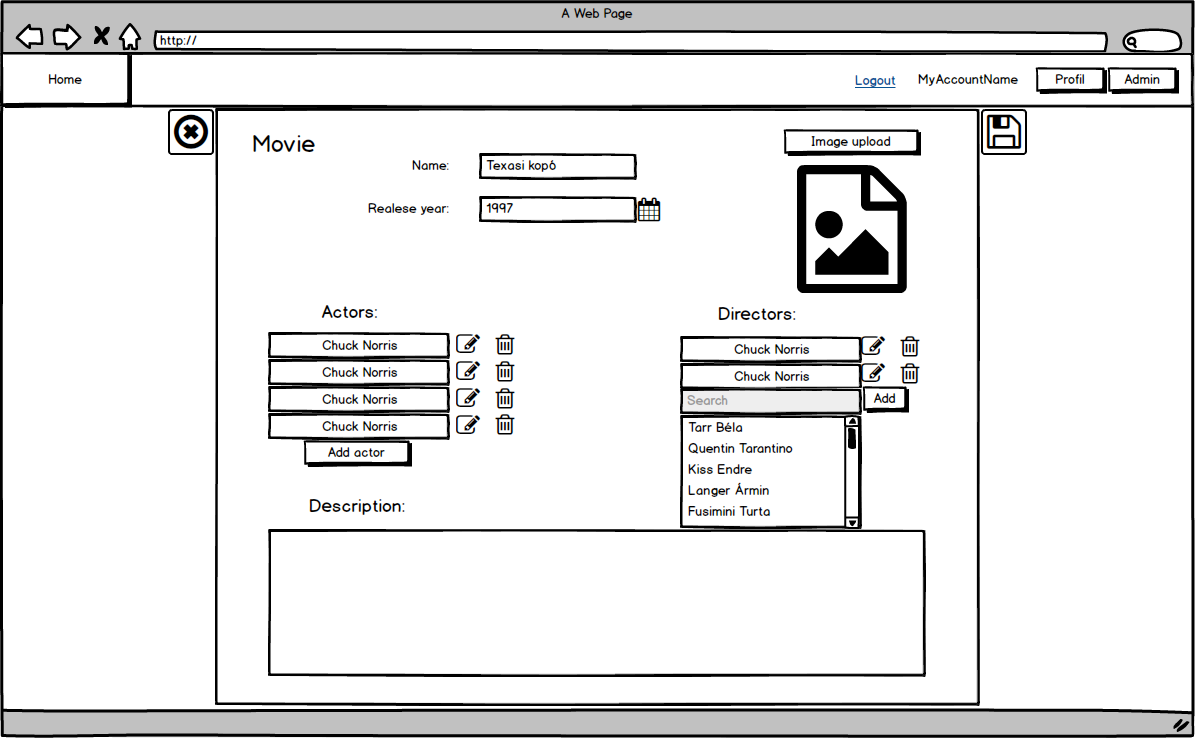 A Web Page
http://
Home
Logout
MyAccountName
Profil
Admin
Movie
Image upload
Name:
Texasi kopó
Realese year:
1997
Actors:
Chuck Norris
Chuck Norris
Chuck Norris
Chuck Norris
Add actor
Directors:
Chuck Norris
Chuck Norris
Search
Add
Tarr Béla
Quentin Tarantino
Kiss Endre
Langer Ármin
Fusimini Turta
Description: